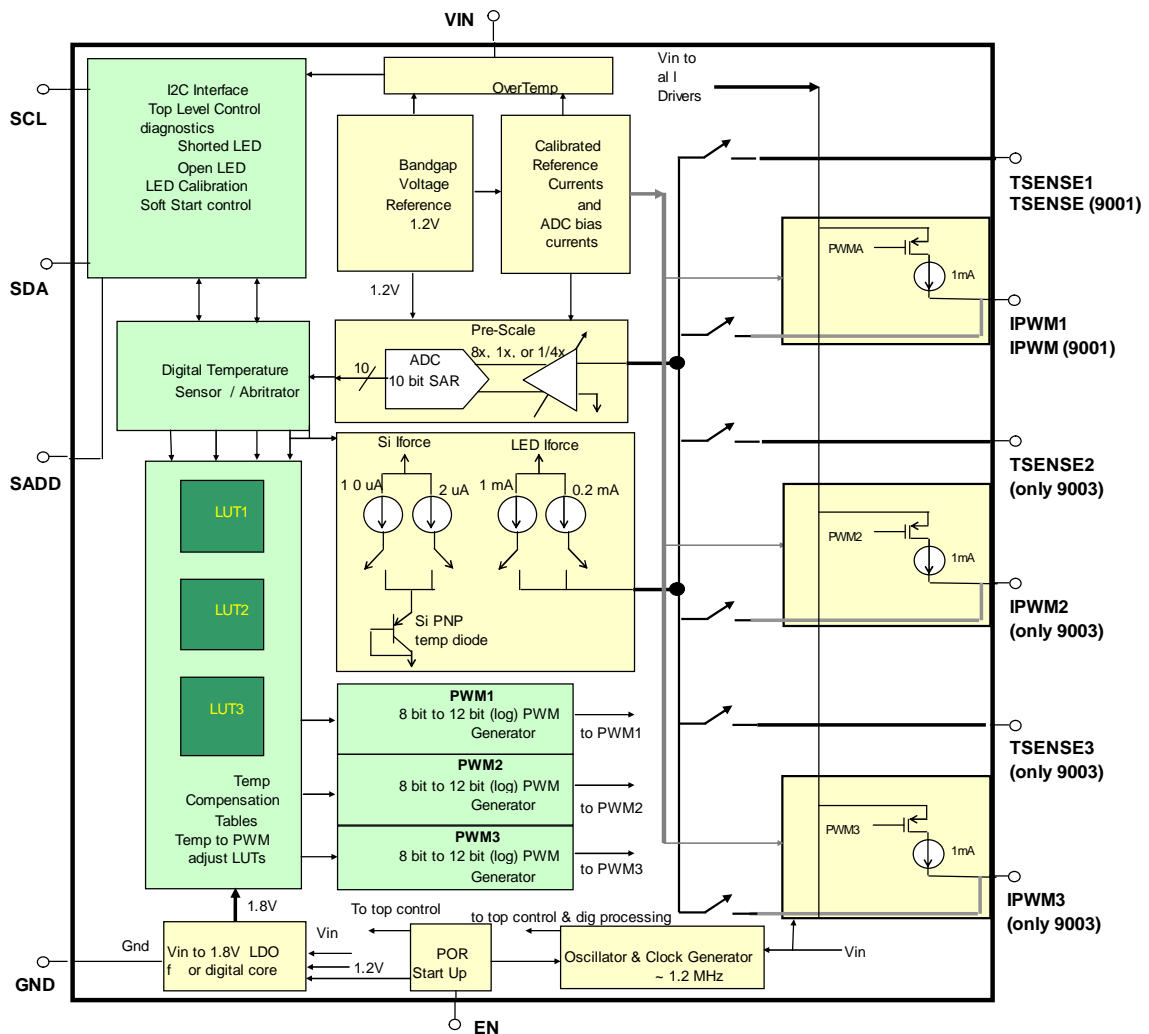 VIN
Vin to
al l
Drivers
OverTemp
I2C Interface
Top Level Control
diagnostics
Shorted LED
Open LED
LED Calibration
Soft Start control
SCL
SDA
SADD
Bandgap
Voltage
Reference
1.2V
Calibrated
Reference
Currents
and
ADC bias
currents
1.2V
TSENSE1
TSENSE (9001)
PWMA
1mA
IPWM1
IPWM (9001)
Digital Temperature
Sensor / Abritrator
10
ADC
10 bit SAR
Pre-Scale
8x, 1x, or 1/4x
Si Iforce
LED Iforce
1 0 uA
2 uA
1 mA
0.2 mA
Si PNP
temp diode
TSENSE2
(only 9003)
PWM2
1mA
IPWM2
(only 9003)
LUT1
LUT2
LUT3
Temp
Compensation
Tables
Temp to PWM
adjust LUTs
PWM1
8 bit to 12 bit (log) PWM
Generator
to PWM1
PWM2
8 bit to 12 bit (log) PWM
Generator
to PWM2
PWM3
8 bit to 12 bit (log) PWM
Generator
to PWM3
TSENSE3
(only 9003)
PWM3
1mA
IPWM3
(only 9003)
1.8V
To top control
to top control & dig processing
Gnd
Vin to 1.8V LDO
f or digital core
Vin
1.2V
POR
Start Up
Oscillator & Clock Generator
~ 1.2 MHz
Vin
GND
EN